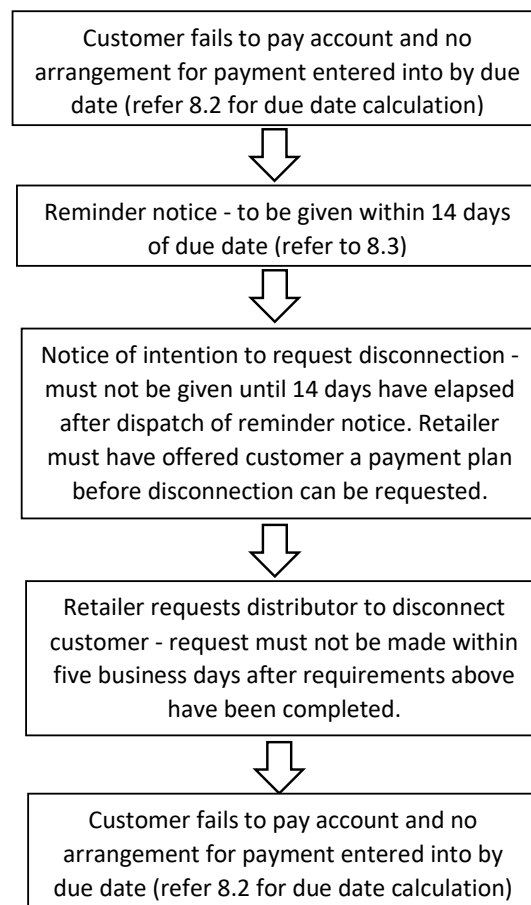 Customer fails to pay account and no
arrangement for payment entered into by due
date (refer 8.2 for due date calculation)
Reminder notice - to be given within 14 days
of due date (refer to 8.3)
Notice of intention to request disconnection -
must not be given until 14 days have elapsed
after dispatch of reminder notice. Retailer
must have offered customer a payment plan
before disconnection can be requested.
Retailer requests distributor to disconnect
customer - request must not be made within
five business days after requirements above
have been completed.
Customer fails to pay account and no
arrangement for payment entered into by
due date (refer 8.2 for due date calculation)